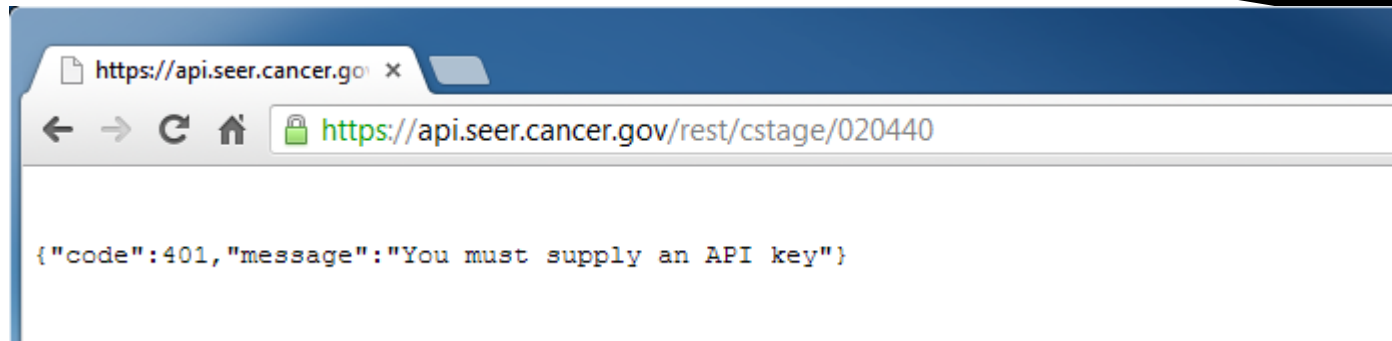 https://api.seer.cancer.gov
https://api.seer.cancer.gov/rest/cstage/020440
{"code":401,"message":"You must supply an API key"}